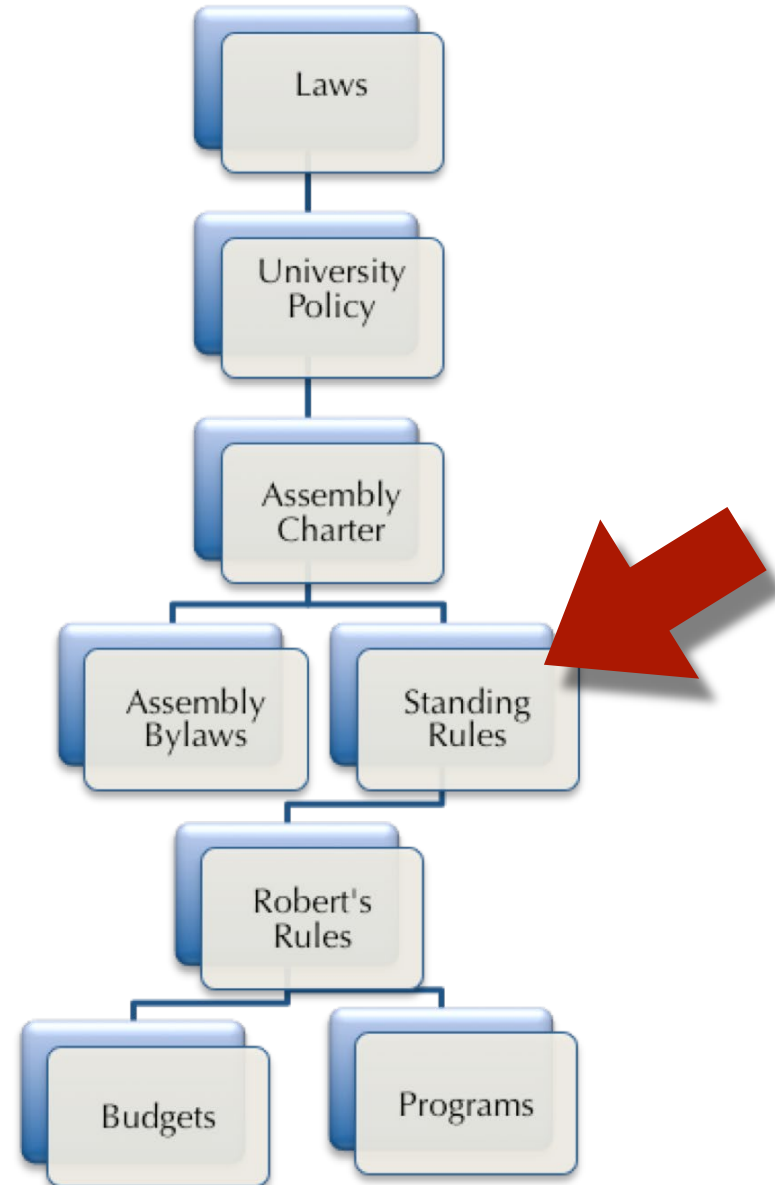 Laws
University
Policy
Assembly
Charter
Assembly
Bylaws
Standing
Rules
Robert's
Rules
Budgets
Programs